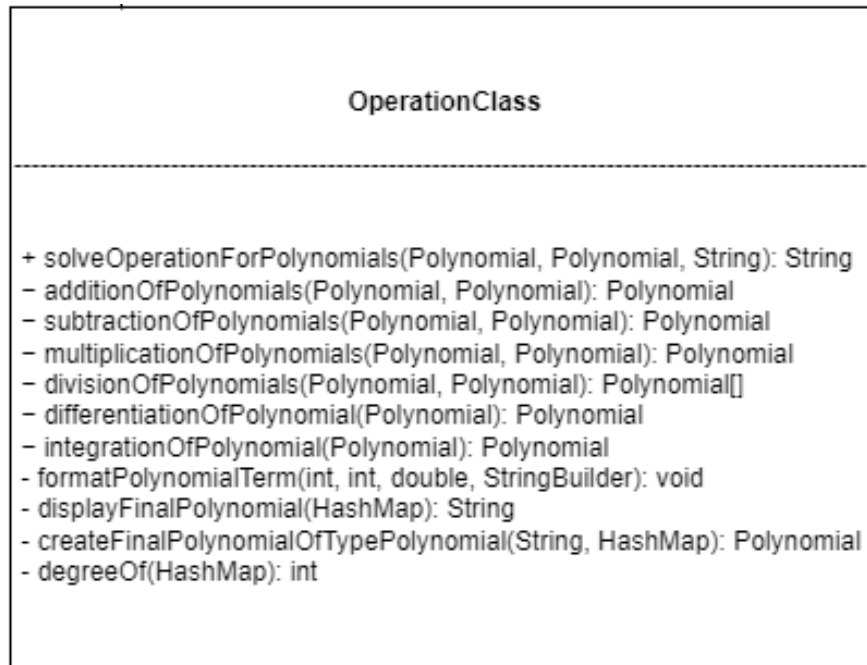 OperationClass
+ solveOperationForPolynomials(Polynomial, Polynomial, String): String
− additionOfPolynomials(Polynomial, Polynomial): Polynomial
− subtractionOfPolynomials(Polynomial, Polynomial): Polynomial
− multiplicationOfPolynomials(Polynomial, Polynomial): Polynomial
− divisionOfPolynomials(Polynomial, Polynomial): Polynomial[]
− differentiationOfPolynomial(Polynomial): Polynomial
− integrationOfPolynomial(Polynomial): Polynomial
- formatPolynomialTerm(int, int, double, StringBuilder): void
- displayFinalPolynomial(HashMap): String
- createFinalPolynomialOfTypePolynomial(String, HashMap): Polynomial
- degreeOf(HashMap): int